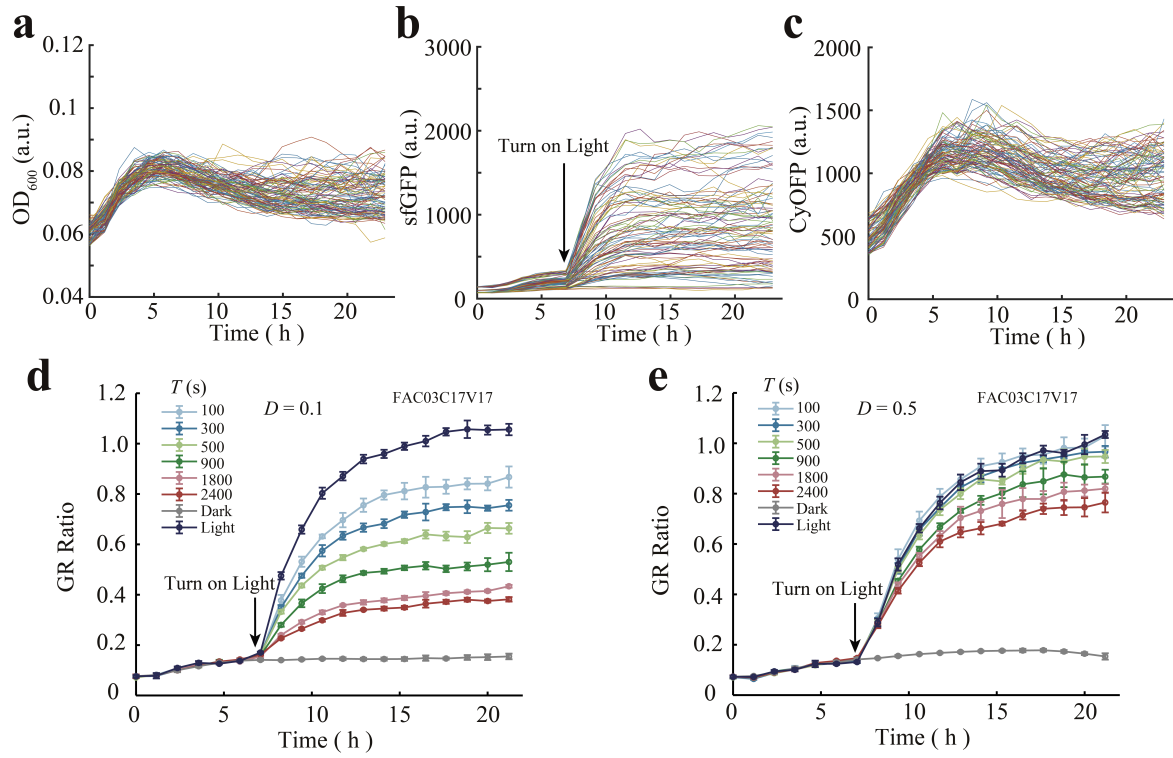 a
0.12
0.1
0.08
0.06
0.04
OD600 (a.u.)
0 5 10 15 20
Time ( h )
b
3000
2000
1000
0
sfGFP (a.u.)
Turn on Light
0 5 10 15 20
Time ( h )
c
2000
1500
1000
500
0
CyOFP (a.u.)
0 5 10 15 20
Time ( h )
d
1.2
1.0
0.8
0.6
0.4
0.2
0
GR Ratio
T (s)
100
300
500
900
1800
2400
Dark
Light
D = 0.1
FAC03C17V17
Turn on Light
0 5 10 15 20
Time ( h )
e
1.2
1.0
0.8
0.6
0.4
0.2
0
GR Ratio
T (s)
100
300
500
900
1800
2400
Dark
Light
D = 0.5
FAC03C17V17
Turn on Light
0 5 10 15 20
Time ( h )